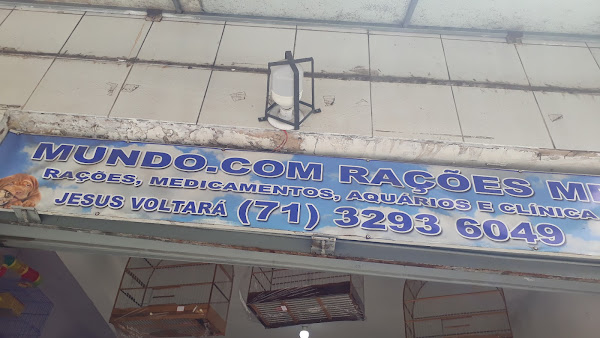 MUNDO.COM RAÇÕES
RAÇÕES, MEDICAMENTOS, AQUÁRIOS E CLÍNICA
JESUS VOLTARÁ (71) 3293 6049